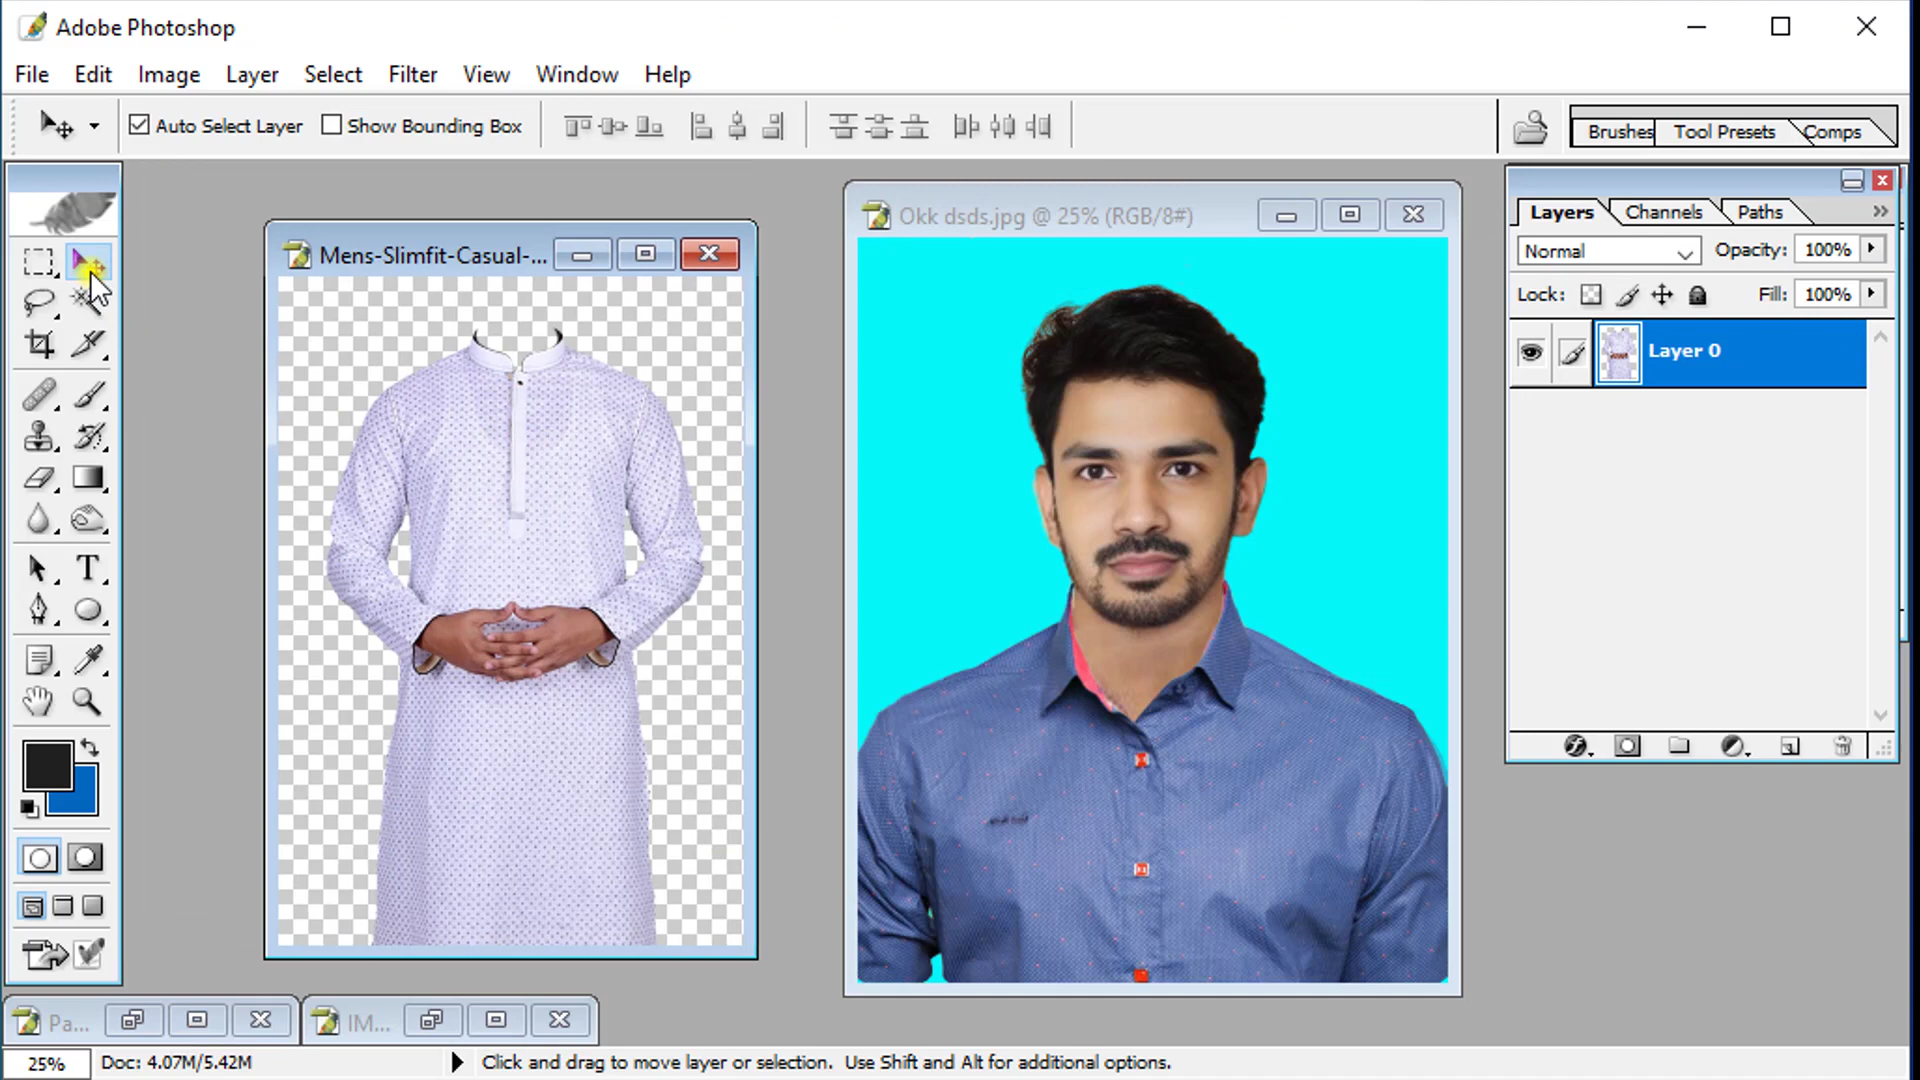 Adobe Photoshop
File Edit Image Layer Select Filter View Window Help
Auto Select Layer Show Bounding Box
Brushes Tool Presets Comps
Mens-Slimfit-Casual-...
Okk dsds.jpg @ 25% (RGB/8#)
Layers Channels Paths
Normal Opacity: 100%
Lock: Fill: 100%
Layer 0
T
Pa... IM...
25% Doc: 4.07M/5.42M Click and drag to move layer or selection. Use Shift and Alt for additional options.